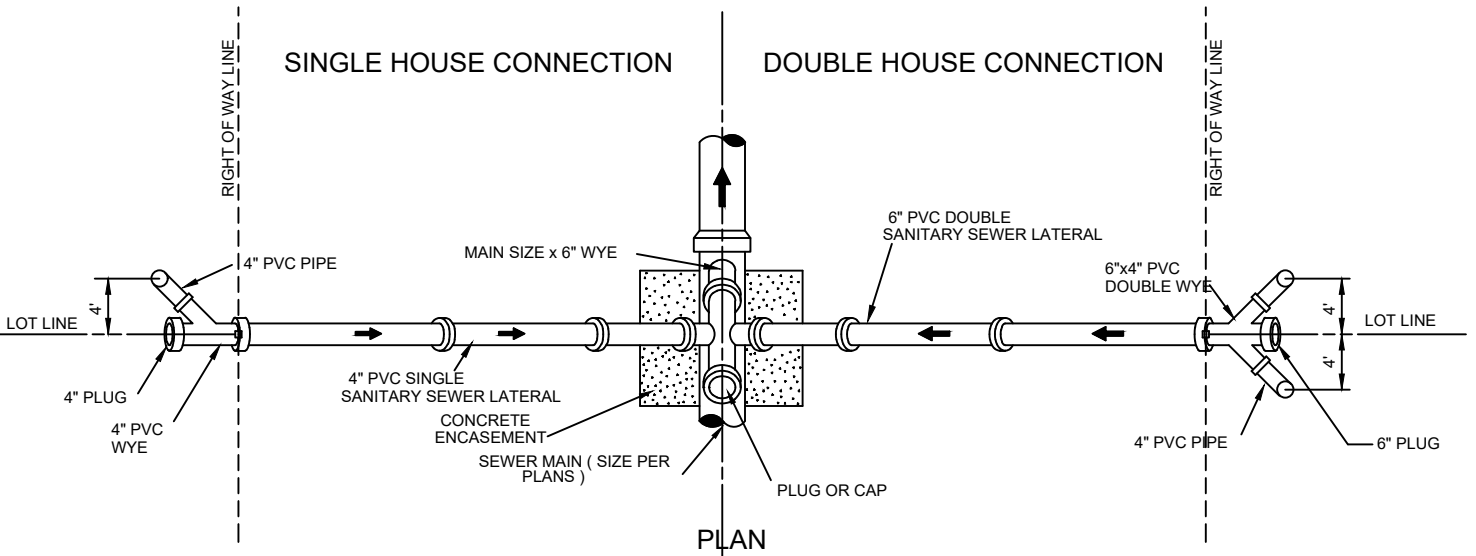 SINGLE HOUSE CONNECTION
DOUBLE HOUSE CONNECTION
RIGHT OF WAY LINE
RIGHT OF WAY LINE
6" PVC DOUBLE
SANITARY SEWER LATERAL
MAIN SIZE x 6" WYE
4" PVC PIPE
6"x4" PVC
DOUBLE WYE
4'
4'
LOT LINE
LOT LINE
4'
4" PVC SINGLE
SANITARY SEWER LATERAL
4" PLUG
4" PVC
WYE
CONCRETE
ENCASEMENT
4" PVC PIPE
6" PLUG
SEWER MAIN ( SIZE PER
PLANS )
PLUG OR CAP
PLAN